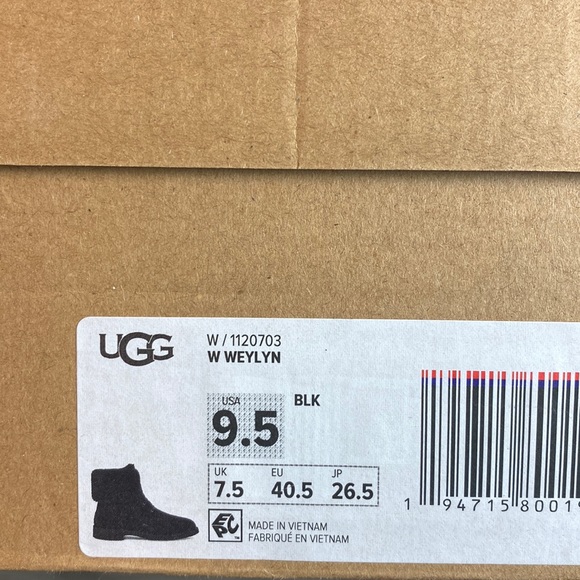 UGG
W / 1120703
W WEYLYN
USA
9.5
BLK
UK EU JP
7.5 40.5 26.5
1 94715 8001
EPC
MADE IN VIETNAM
FABRIQUÉ EN VIETNAM